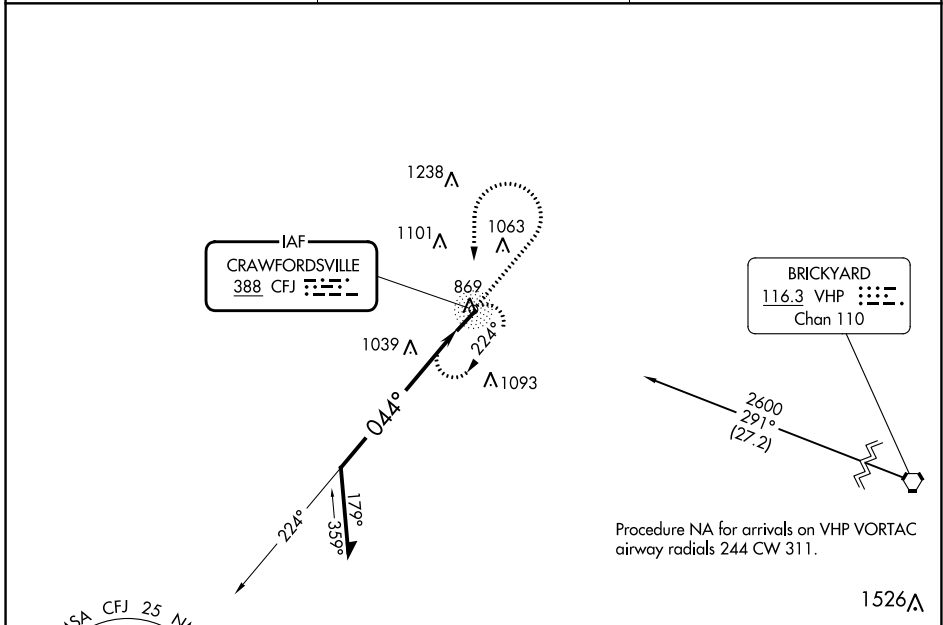 1238
1101
1063
IAF
CRAWFORDSVILLE
388 CFJ
869
BRICKYARD
116.3 VHP
Chan 110
1039
224°
1093
044°
2600
291°
(27.2)
179°
359°
224°
Procedure NA for arrivals on VHP VORTAC
airway radials 244 CW 311.
1526
CFJ 25